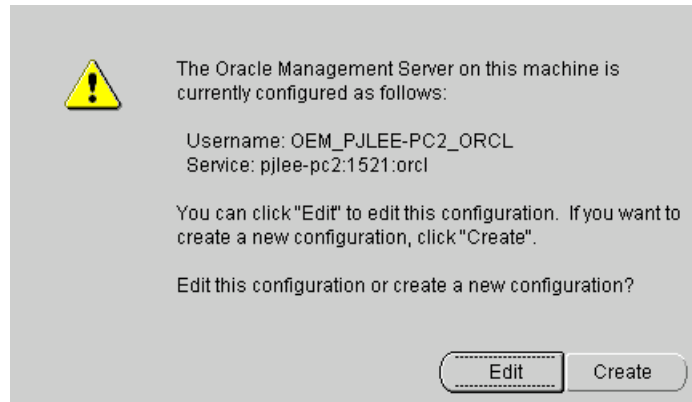 The Oracle Management Server on this machine is
currently configured as follows:
Username: OEM_PJLEE-PC2_ORCL
Service: pjlee-pc2:1521:orcl
You can click "Edit" to edit this configuration. If you want to
create a new configuration, click "Create".
Edit this configuration or create a new configuration?
Edit Create